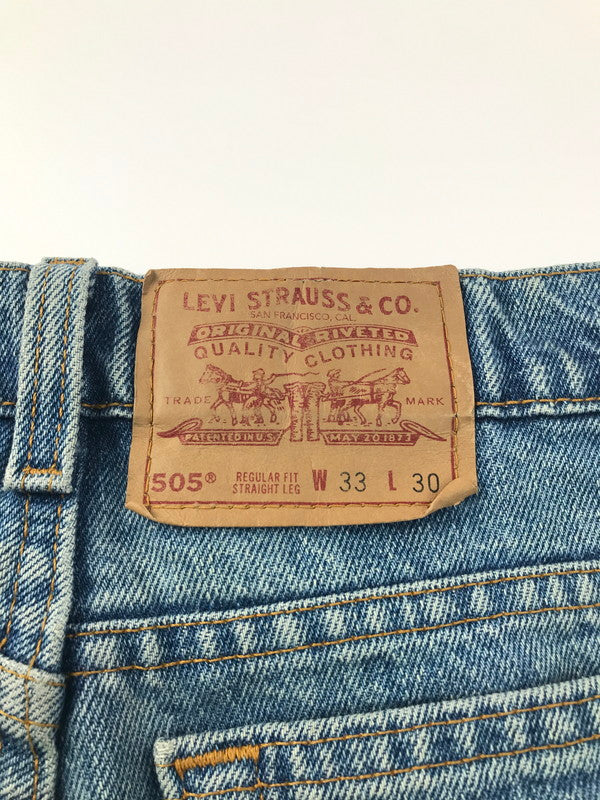 LEVI STRAUSS & CO.
SAN FRANCISCO, CAL.
ORIGINAL RIVETED
QUALITY CLOTHING
TRADE MARK
PATENTED IN U.S. MAY 20 1873
505® REGULAR FIT STRAIGHT LEG W 33 L 30